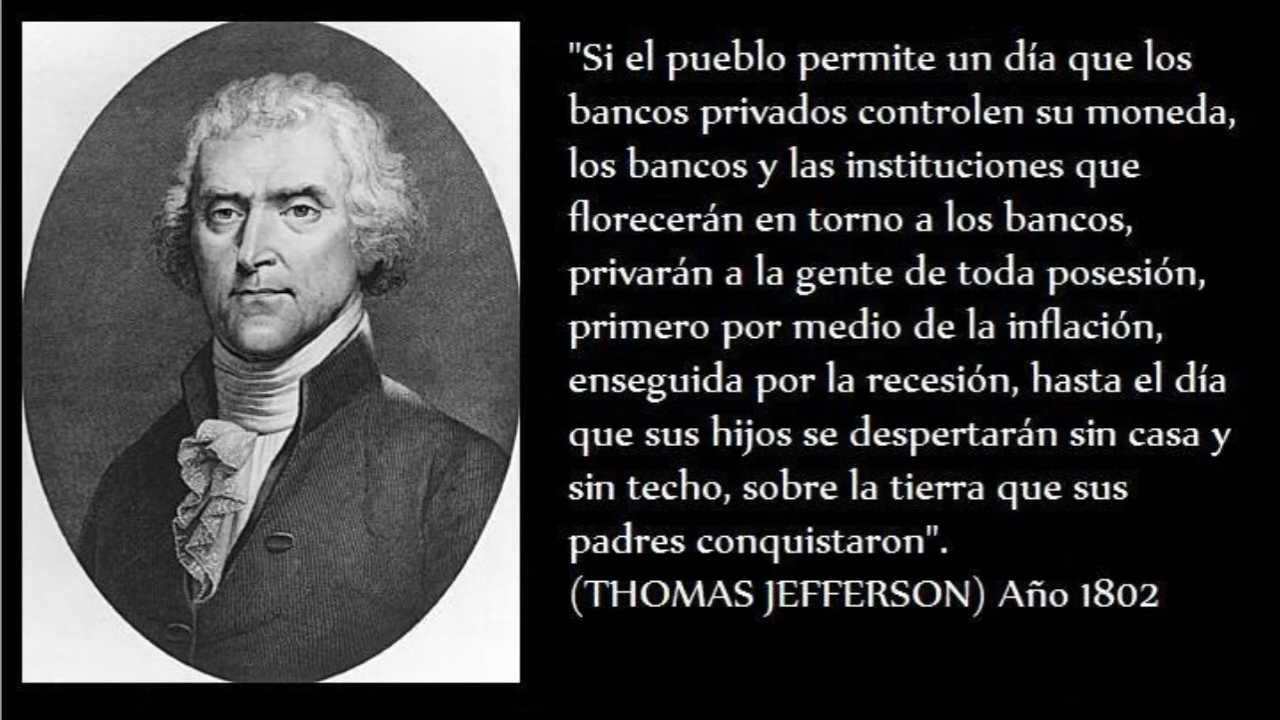 "Si el pueblo permite un día que los
bancos privados controlen su moneda,
los bancos y las instituciones que
florecerán en torno a los bancos,
privarán a la gente de toda posesión,
primero por medio de la inflación,
enseguida por la recesión, hasta el día
que sus hijos se despertarán sin casa y
sin techo, sobre la tierra que sus
padres conquistaron".
(THOMAS JEFFERSON) Año 1802